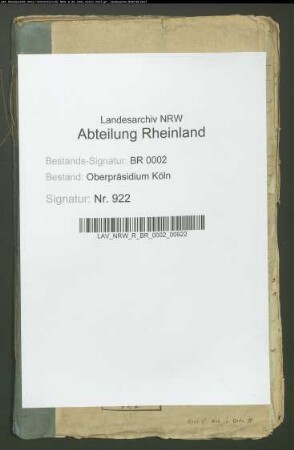 Landesarchiv NRW
Abteilung Rheinland
Bestands-Signatur: BR 0002
Bestand: Oberpräsidium Köln
Signatur: Nr. 922
LAV_NRW_R_BR_0002_00922